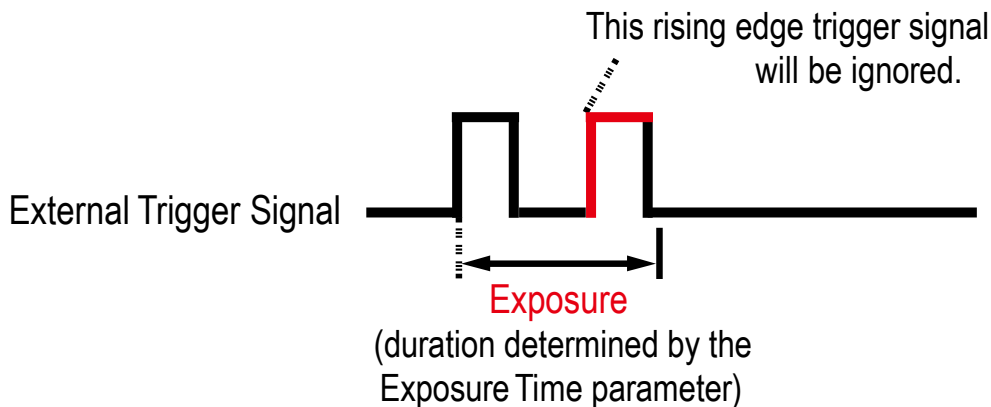 This rising edge trigger signal
will be ignored.
External Trigger Signal
Exposure
(duration determined by the
Exposure Time parameter)